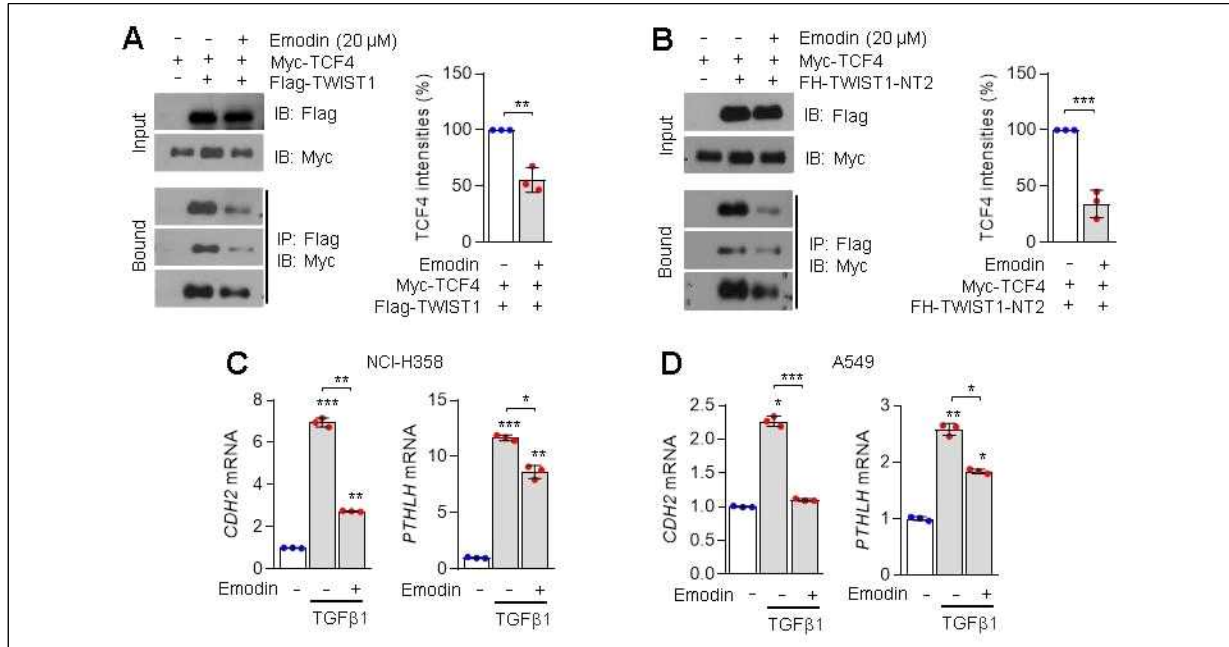 A
− − + Emodin (20 μM)
+ + + Myc-TCF4
− + + Flag-TWIST1
Input
IB: Flag
IB: Myc
Bound
IP: Flag
IB: Myc
TCF4 intensities (%)
150
100
50
0
**
Emodin − +
Myc-TCF4 + +
Flag-TWIST1 + +
B
− − + Emodin (20 μM)
+ + + Myc-TCF4
− + + FH-TWIST1-NT2
Input
IB: Flag
IB: Myc
Bound
IP: Flag
IB: Myc
TCF4 intensities (%)
150
100
50
0
***
Emodin − +
Myc-TCF4 + +
FH-TWIST1-NT2 + +
C
NCI-H358
CDH2 mRNA
8
6
4
2
0
**
***
**
Emodin − − +
TGFβ1
PTHLH mRNA
15
10
5
0
*
***
**
− − +
TGFβ1
D
A549
CDH2 mRNA
2.5
2.0
1.5
1.0
0.5
0.0
***
*
Emodin − − +
TGFβ1
PTHLH mRNA
3
2
1
0
*
**
*
Emodin − − +
TGFβ1